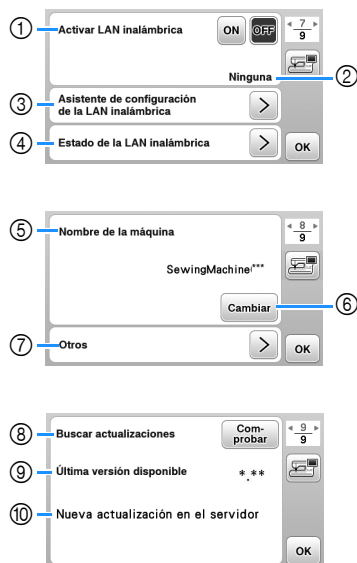 ① Activar LAN inalámbrica ON OFF 7
9
Ninguna ②
③ Asistente de configuración
de la LAN inalámbrica
④ Estado de la LAN inalámbrica OK
⑤ Nombre de la máquina 8
9
SewingMachine***
Cambiar ⑥
⑦ Otros OK
⑧ Buscar actualizaciones Com-
probar 9
9
⑨ Última versión disponible *.**
⑩ Nueva actualización en el servidor
OK